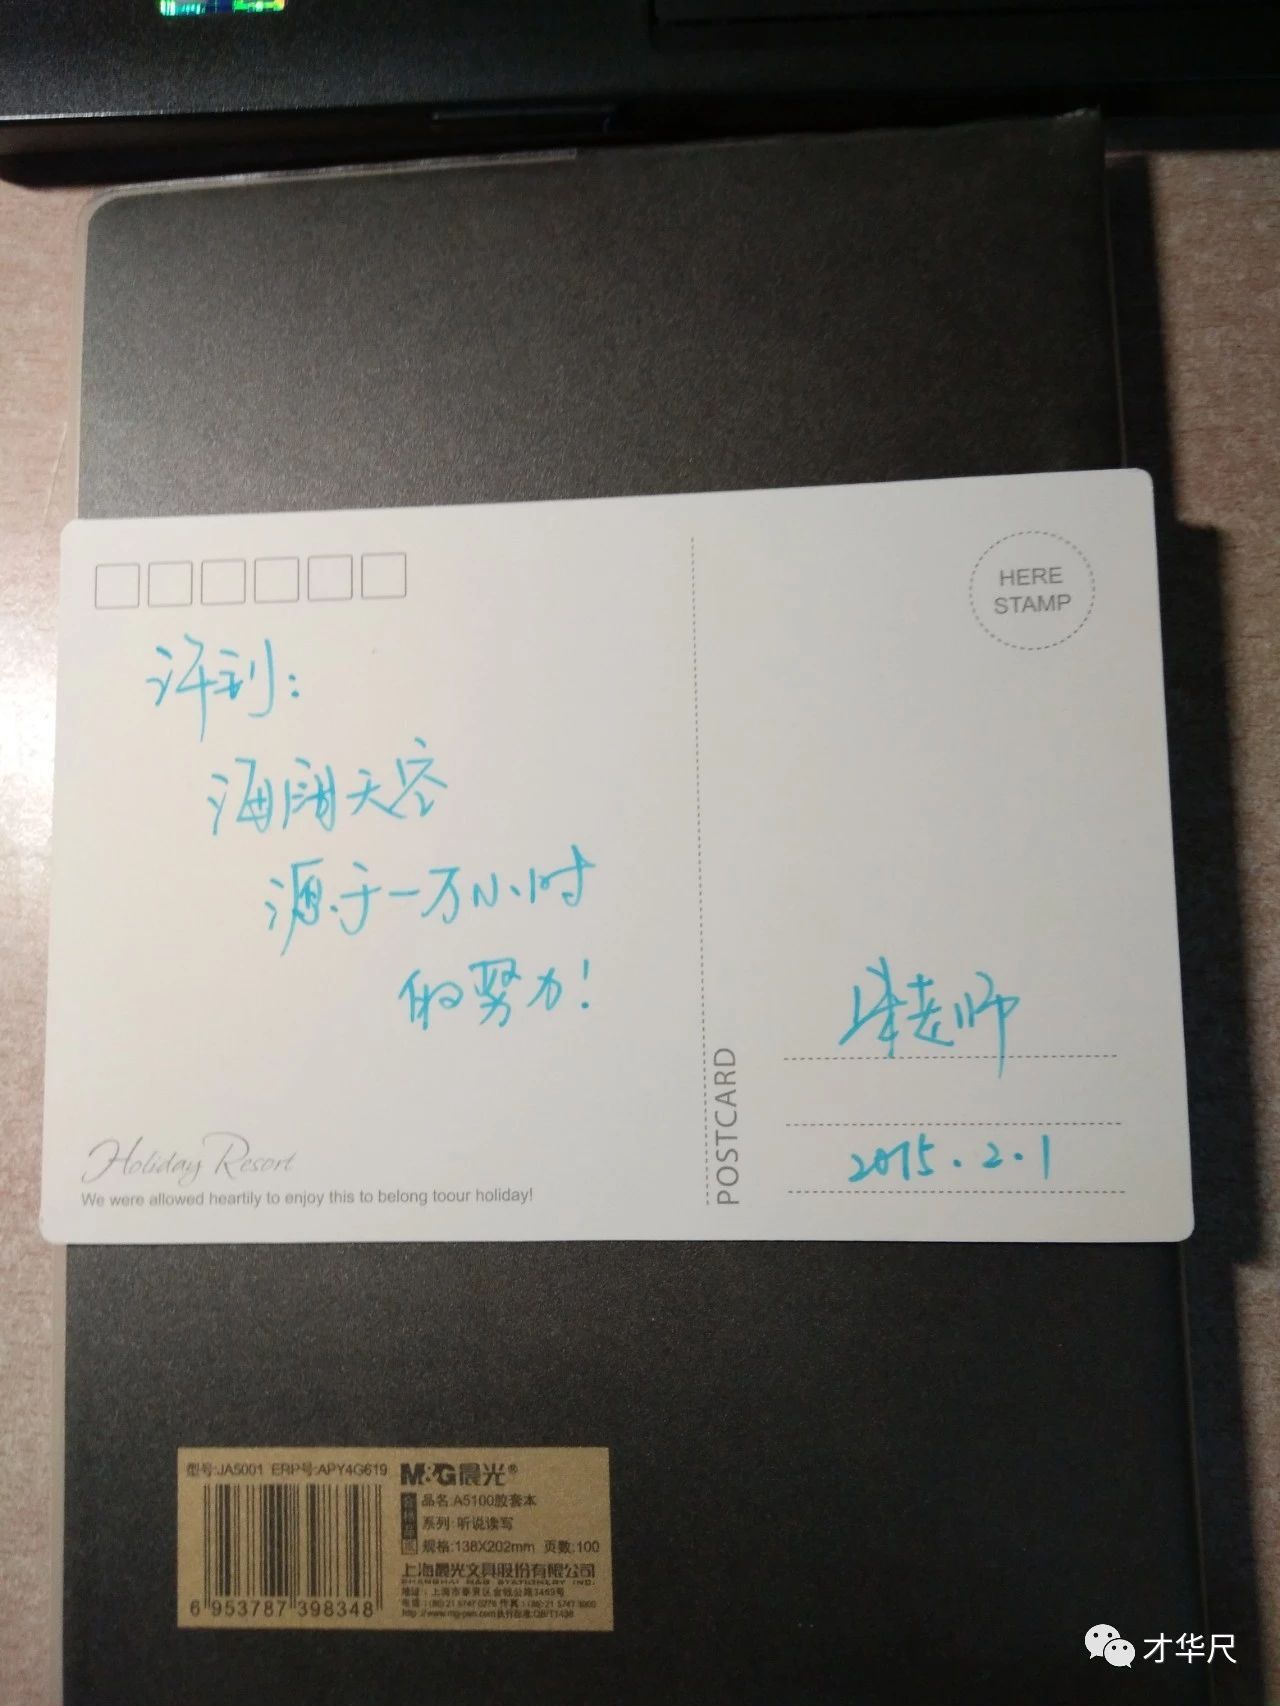 许利:
海阔天空
源于一万小时
的努力!
Holiday Resort
We were allowed heartily to enjoy this to belong toour holiday!
POSTCARD
HERE
STAMP
老师
2015.2.1
型号:JA5001 ERP号:APY4G619
M&G晨光®
品名:A5100胶套本
系列:听说读写
规格:138X202mm 页数:100
上海晨光文具股份有限公司
SHANGHAI M&G STATIONERY INC.
地址:上海市奉贤区金钱公路3469号
6 953787 398348
才华尺